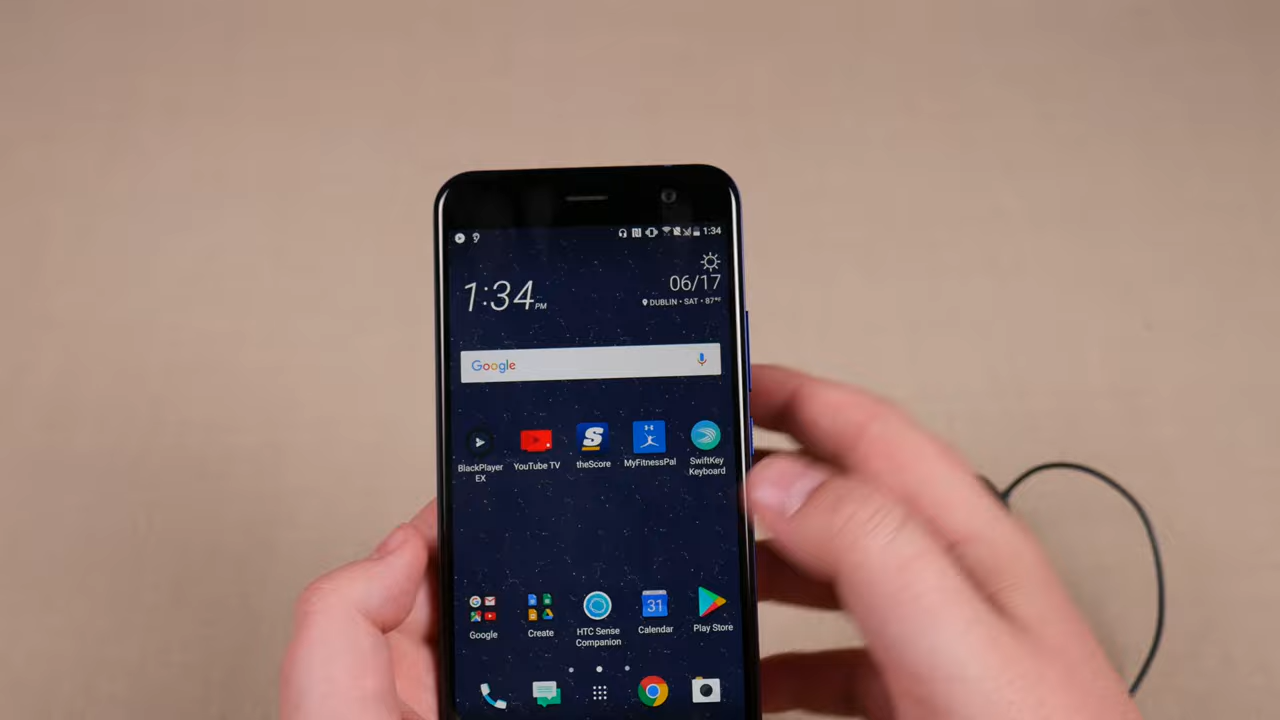 1:34
1:34 PM
06/17
DUBLIN • SAT • 87°F
Google
BlackPlayer
EX
YouTube TV
theScore
MyFitnessPal
SwiftKey
Keyboard
31
Google
Create
HTC Sense
Companion
Calendar
Play Store